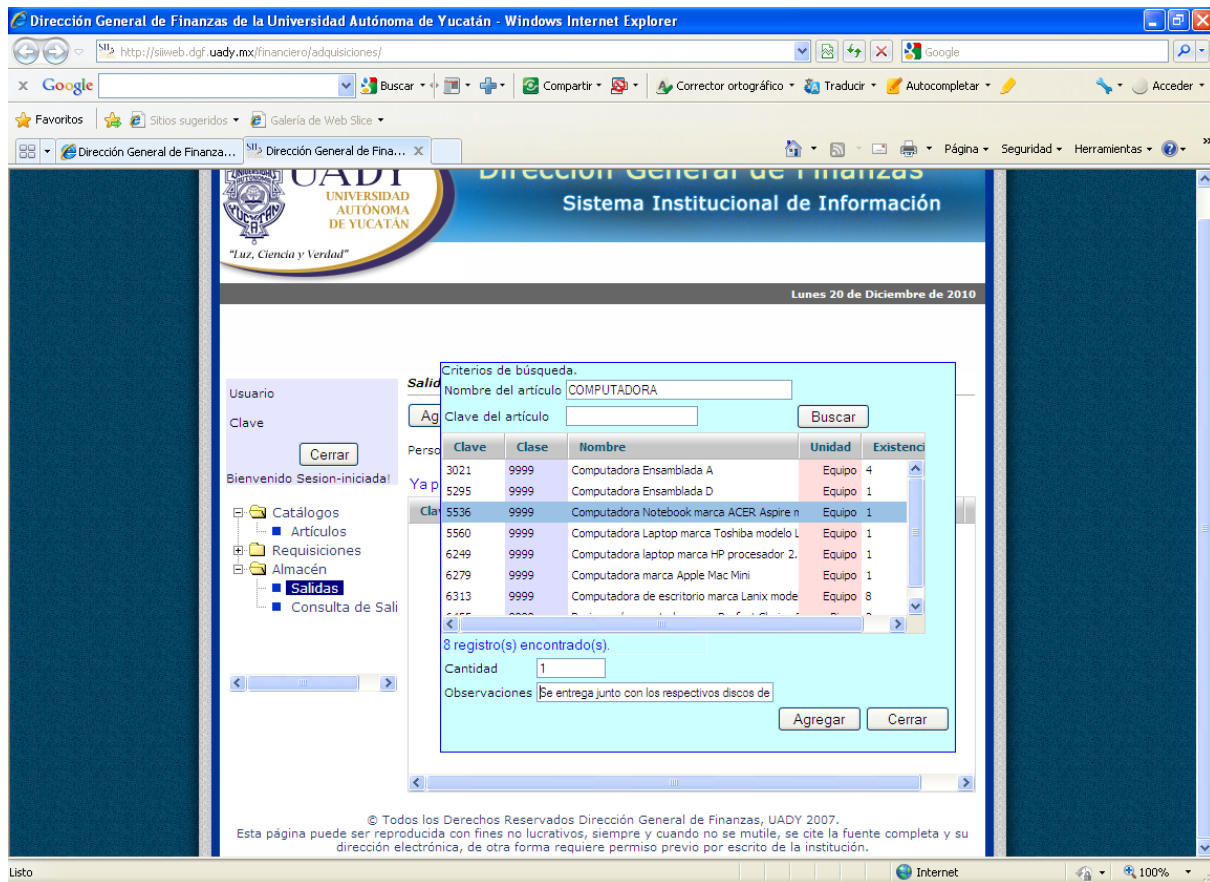 Dirección General de Finanzas de la Universidad Autónoma de Yucatán - Windows Internet Explorer
http://siiweb.dgf.uady.mx/financiero/adquisiciones/
Google
x Google
Buscar
Compartir
Corrector ortográfico
Traducir
Autocompletar
Acceder
Favoritos
Sitios sugeridos
Galería de Web Slice
Dirección General de Finanza...
Dirección General de Fina... X
Página
Seguridad
Herramientas
UADY
UNIVERSIDAD
AUTÓNOMA
DE YUCATÁN
"Luz, Ciencia y Verdad"
Dirección General de Finanzas
Sistema Institucional de Información
Lunes 20 de Diciembre de 2010
Usuario
Clave
Cerrar
Bienvenido Sesion-iniciada!
Catálogos
Artículos
Requisiciones
Almacén
Salidas
Consulta de Sali
Salid
Ag
Perso
Ya p
Cla
Criterios de búsqueda.
Nombre del artículo COMPUTADORA
Clave del artículo
Buscar
Clave Clase Nombre Unidad Existenci
3021 9999 Computadora Ensamblada A Equipo 4
5295 9999 Computadora Ensamblada D Equipo 1
5536 9999 Computadora Notebook marca ACER Aspire m Equipo 1
5560 9999 Computadora Laptop marca Toshiba modelo L Equipo 1
6249 9999 Computadora laptop marca HP procesador 2. Equipo 1
6279 9999 Computadora marca Apple Mac Mini Equipo 1
6313 9999 Computadora de escritorio marca Lanix mode Equipo 8
8 registro(s) encontrado(s).
Cantidad 1
Observaciones Se entrega junto con los respectivos discos de
Agregar
Cerrar
© Todos los Derechos Reservados Dirección General de Finanzas, UADY 2007.
Esta página puede ser reproducida con fines no lucrativos, siempre y cuando no se mutile, se cite la fuente completa y su
dirección electrónica, de otra forma requiere permiso previo por escrito de la institución.
Listo
Internet
100%